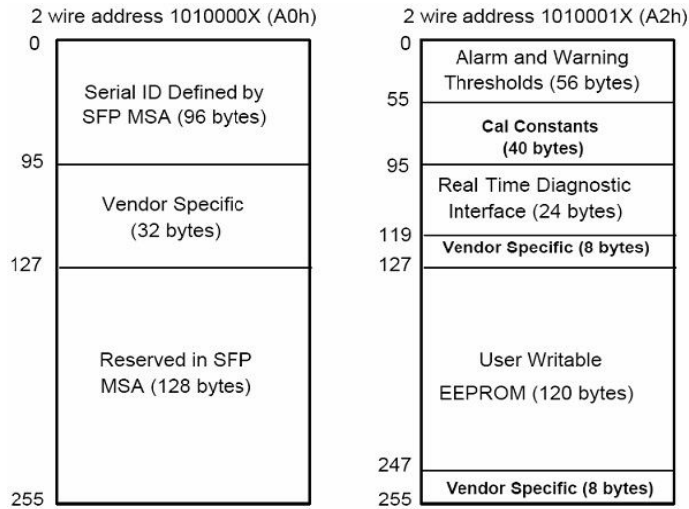 2 wire address 1010000X (A0h)
0
Serial ID Defined by
SFP MSA (96 bytes)
95
Vendor Specific
(32 bytes)
127
Reserved in SFP
MSA (128 bytes)
255
2 wire address 1010001X (A2h)
0
Alarm and Warning
Thresholds (56 bytes)
55
Cal Constants
(40 bytes)
95
Real Time Diagnostic
Interface (24 bytes)
119
Vendor Specific (8 bytes)
127
User Writable
EEPROM (120 bytes)
247
Vendor Specific (8 bytes)
255